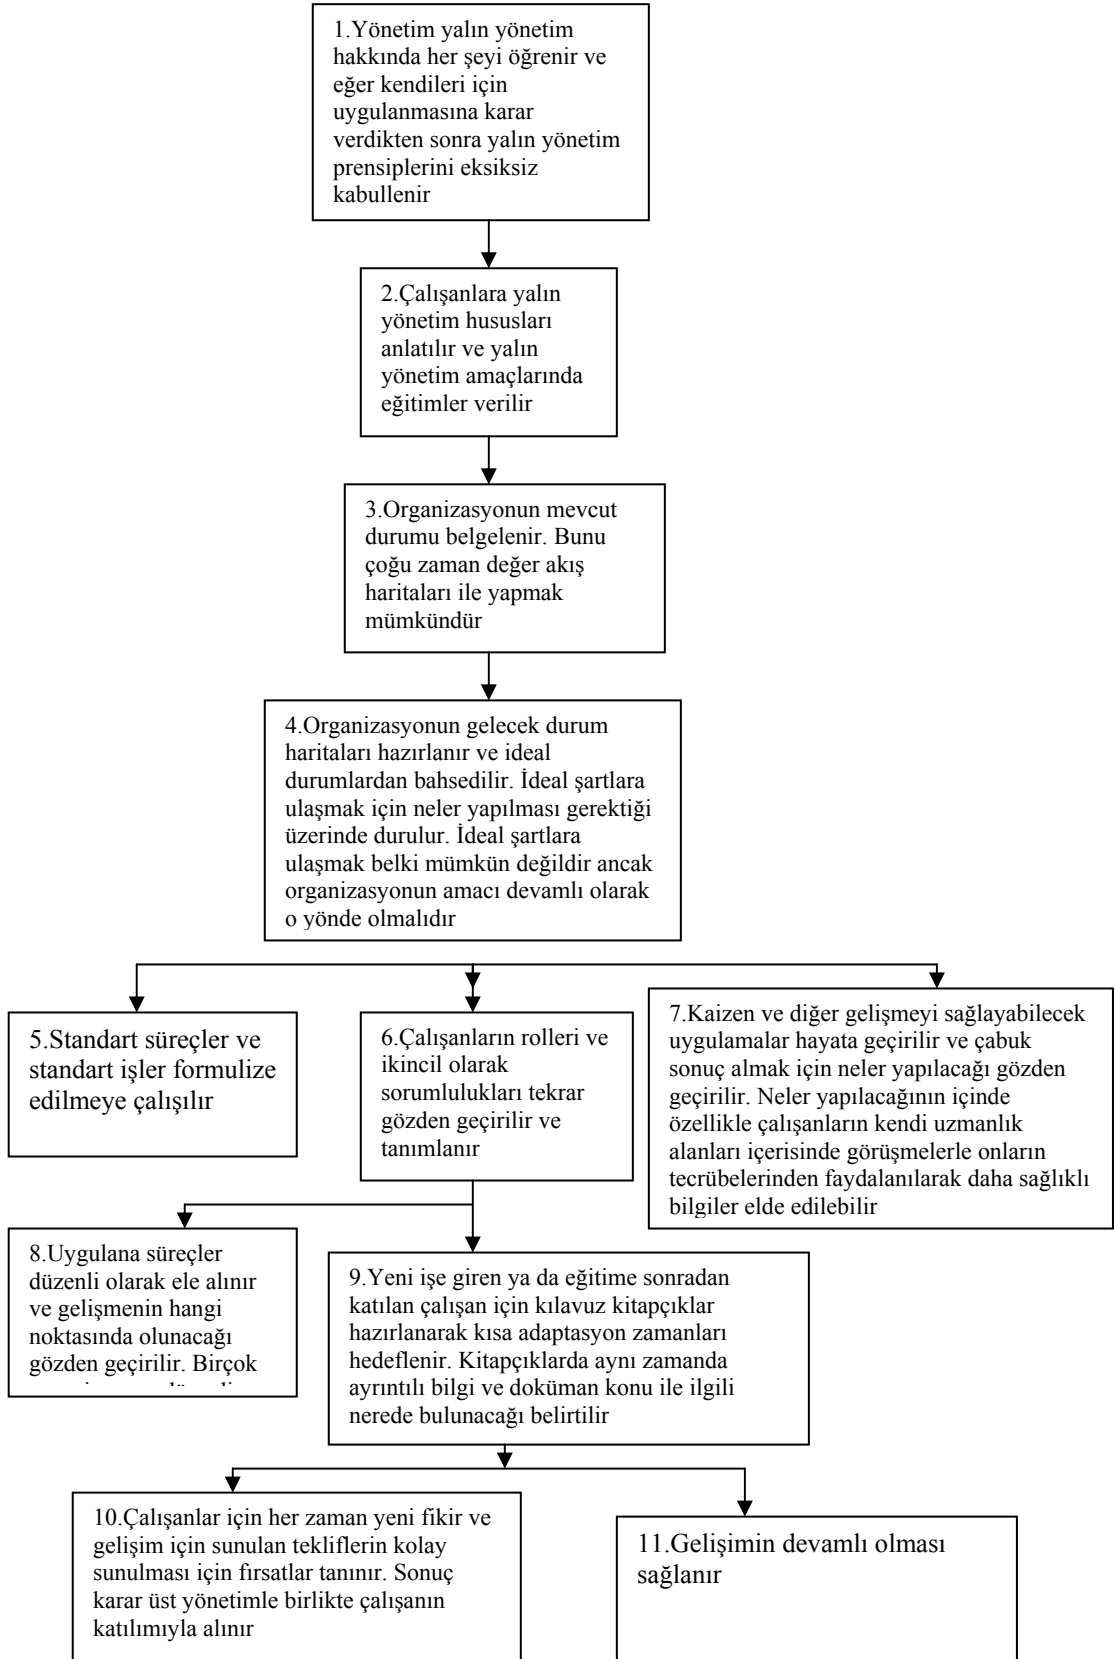 1.Yönetim yalın yönetim
hakkında her şeyi öğrenir ve
eğer kendileri için
uygulanmasına karar
verdikten sonra yalın yönetim
prensiplerini eksiksiz
kabullenir
2.Çalışanlara yalın
yönetim hususları
anlatılır ve yalın
yönetim amaçlarında
eğitimler verilir
3.Organizasyonun mevcut
durumu belgelenir. Bunu
çoğu zaman değer akış
haritaları ile yapmak
mümkündür
4.Organizasyonun gelecek durum
haritaları hazırlanır ve ideal
durumlardan bahsedilir. İdeal şartlara
ulaşmak için neler yapılması gerektiği
üzerinde durulur. İdeal şartlara
ulaşmak belki mümkün değildir ancak
organizasyonun amacı devamlı olarak
o yönde olmalıdır
5.Standart süreçler ve
standart işler formulize
edilmeye çalışılır
6.Çalışanların rolleri ve
ikincil olarak
sorumlulukları tekrar
gözden geçirilir ve
tanımlanır
7.Kaizen ve diğer gelişmeyi sağlayabilecek
uygulamalar hayata geçirilir ve çabuk
sonuç almak için neler yapılacağı gözden
geçirilir. Neler yapılacağının içinde
özellikle çalışanların kendi uzmanlık
alanları içerisinde görüşmelerle onların
tecrübelerinden faydalanılarak daha sağlıklı
bilgiler elde edilebilir
8.Uygulana süreçler
düzenli olarak ele alınır
ve gelişmenin hangi
noktasında olunacağı
gözden geçirilir. Birçok
9.Yeni işe giren ya da eğitime sonradan
katılan çalışan için kılavuz kitapçıklar
hazırlanarak kısa adaptasyon zamanları
hedeflenir. Kitapçıklarda aynı zamanda
ayrıntılı bilgi ve doküman konu ile ilgili
nerede bulunacağı belirtilir
10.Çalışanlar için her zaman yeni fikir ve
gelişim için sunulan tekliflerin kolay
sunulması için fırsatlar tanınır. Sonuç
karar üst yönetimle birlikte çalışanın
katılımıyla alınır
11.Gelişimin devamlı olması
sağlanır